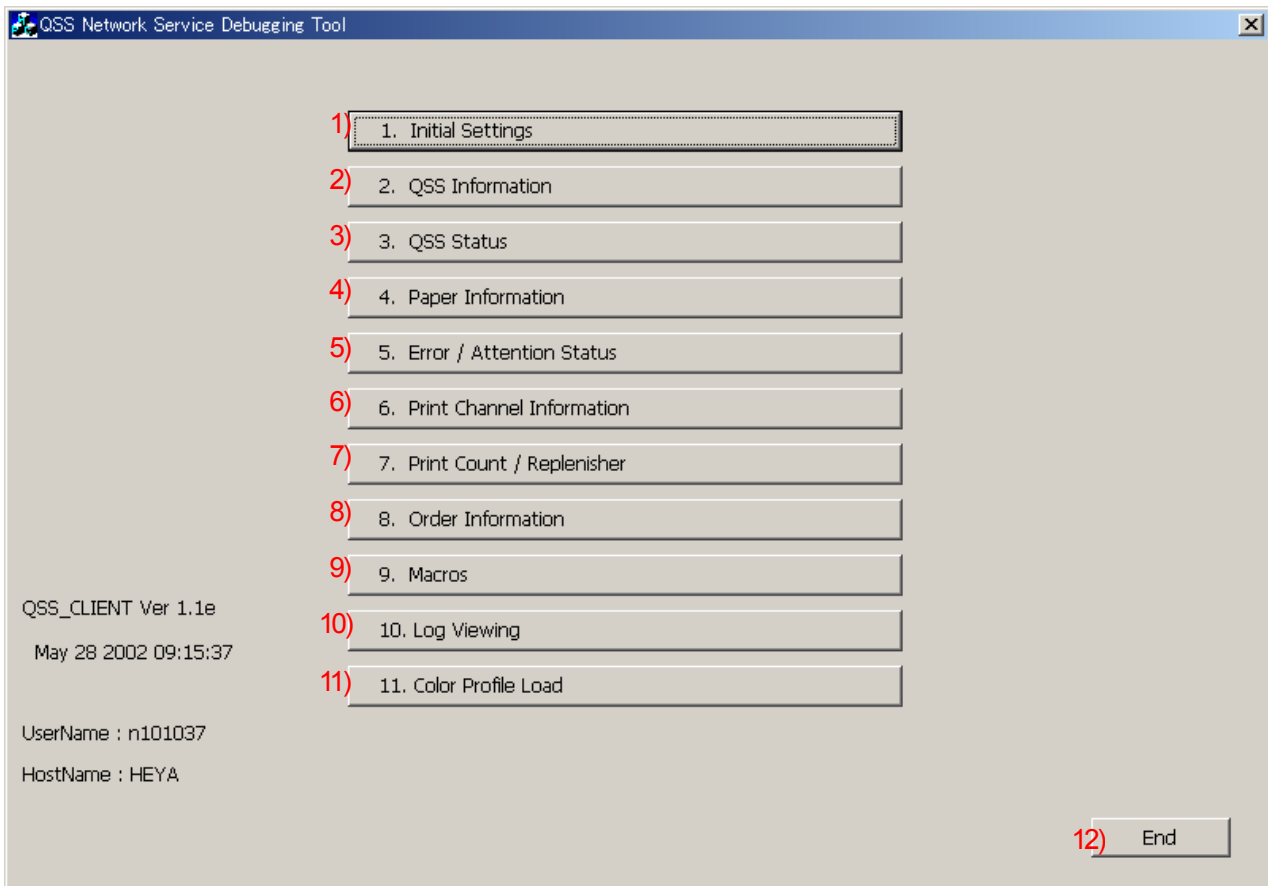 QSS Network Service Debugging Tool
1) 1. Initial Settings
2) 2. QSS Information
3) 3. QSS Status
4) 4. Paper Information
5) 5. Error / Attention Status
6) 6. Print Channel Information
7) 7. Print Count / Replenisher
8) 8. Order Information
9) 9. Macros
QSS_CLIENT Ver 1.1e
10) 10. Log Viewing
May 28 2002 09:15:37
11) 11. Color Profile Load
UserName : n101037
HostName : HEYA
12) End